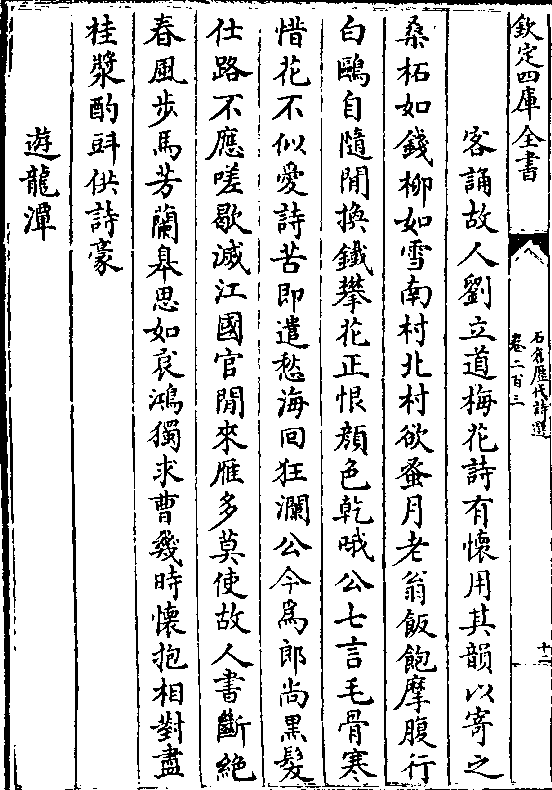 欽定四庫全書
石倉歷代詩選
卷二百三
十二
客誦故人劉立道梅花詩有懷用其韻以寄之
桑柘如錢柳如雪南村北村欲蚕月老翁飯飽摩腹行
白鷗自隨閒換鐵攀花正恨顔色乾哦公七言毛骨寒
惜花不似愛詩苦即遣愁海回狂瀾公今為郎尚黒髮
仕路不應嗟歇滅江國官閒來雁多莫使故人書斷絶
春風歩馬芳蘭臯思如哀鴻獨求曹幾時懷抱相對盡
桂漿酌斝供詩豪
遊龍潭